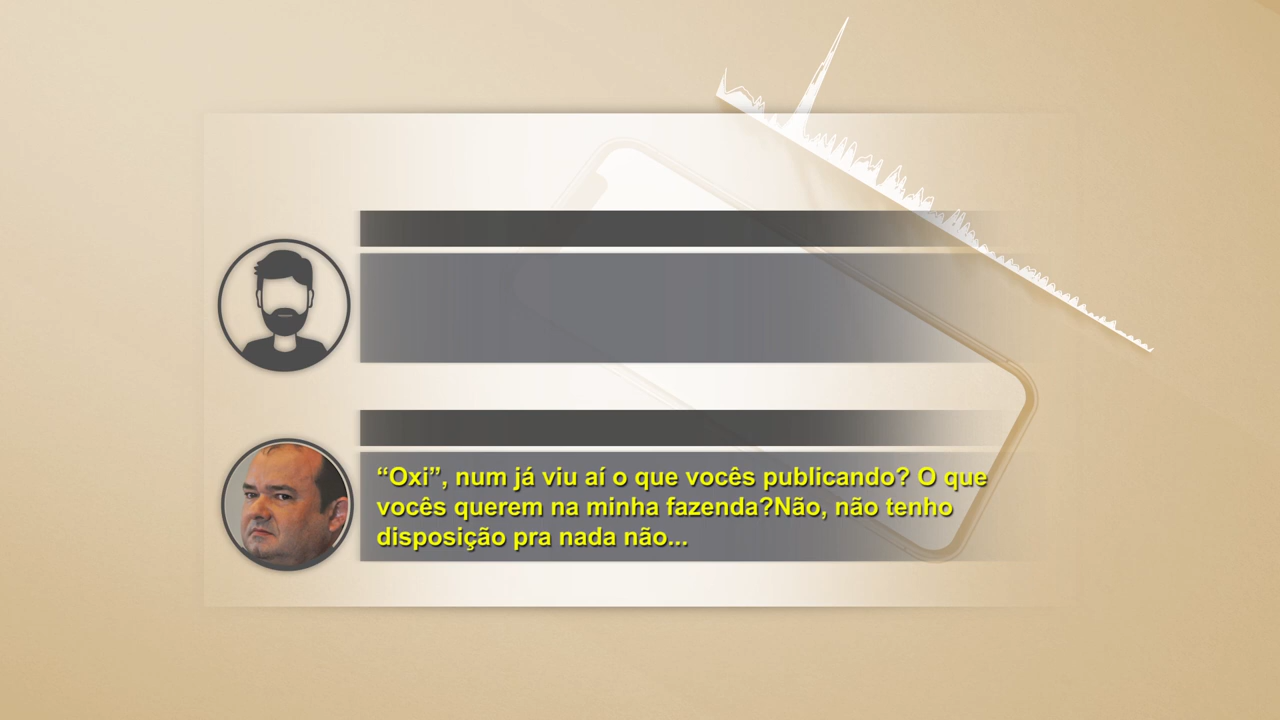 “Oxi”, num já viu aí o que vocês publicando? O que
vocês querem na minha fazenda?Não, não tenho
disposição pra nada não...